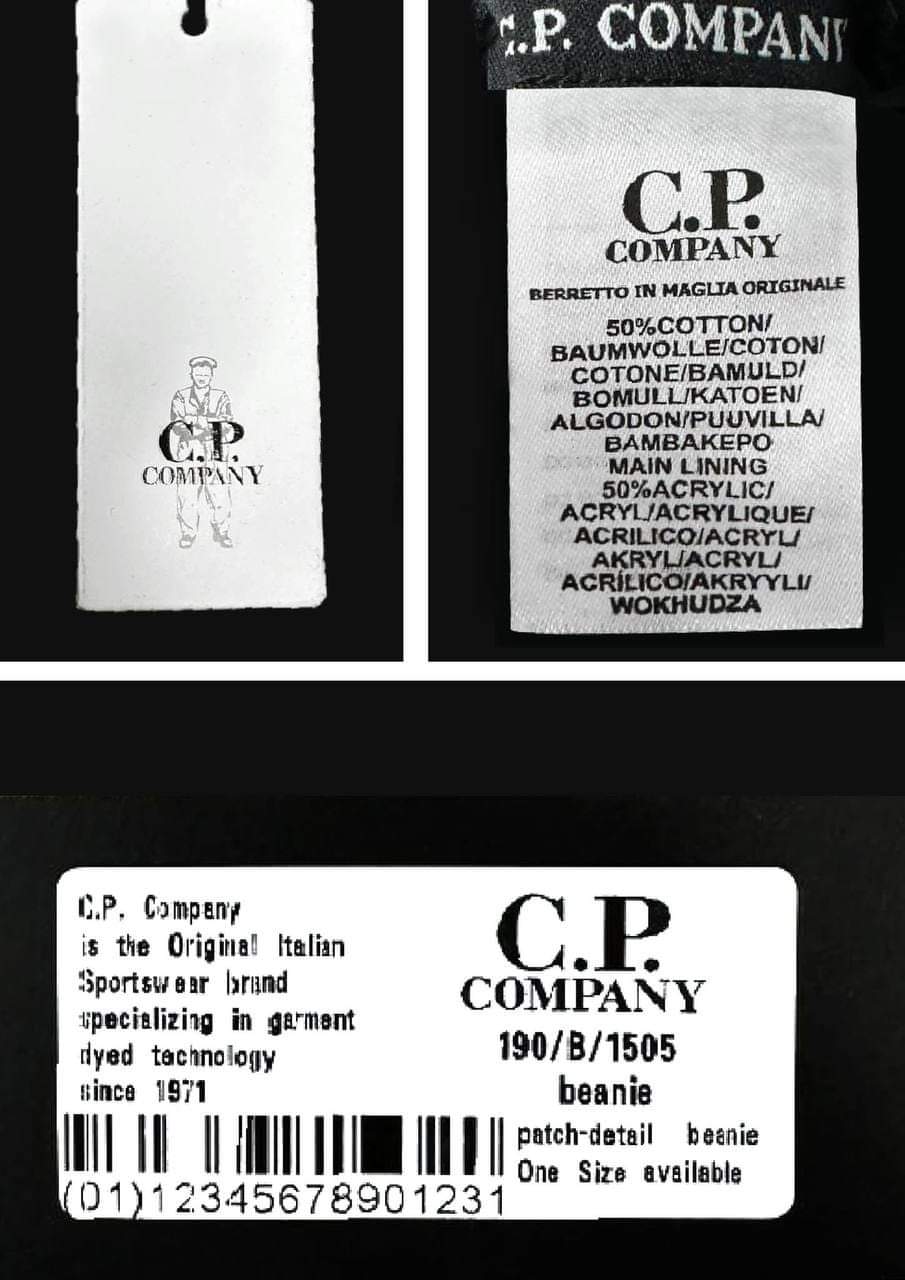 C.P.
COMPANY
C.P. COMPANY
C.P.
COMPANY
BERRETTO IN MAGLIA ORIGINALE
50%COTTON/
BAUMWOLLE/COTON/
COTONE/BAMULD/
BOMULL/KATOEN/
ALGODON/PUUVILLA/
BAMBAKEPO
MAIN LINING
50%ACRYLIC/
ACRYL/ACRYLIQUE/
ACRILICO/ACRYL/
AKRYL/ACRYL/
ACRÍLICO/AKRYYLI/
WOKHUDZA
C.P. Company
is the Original Italian
Sportswear brand
specializing in garment
dyed technology
since 1971
C.P.
COMPANY
190/B/1505
beanie
patch-detail beanie
One Size available
(01)12345678901231